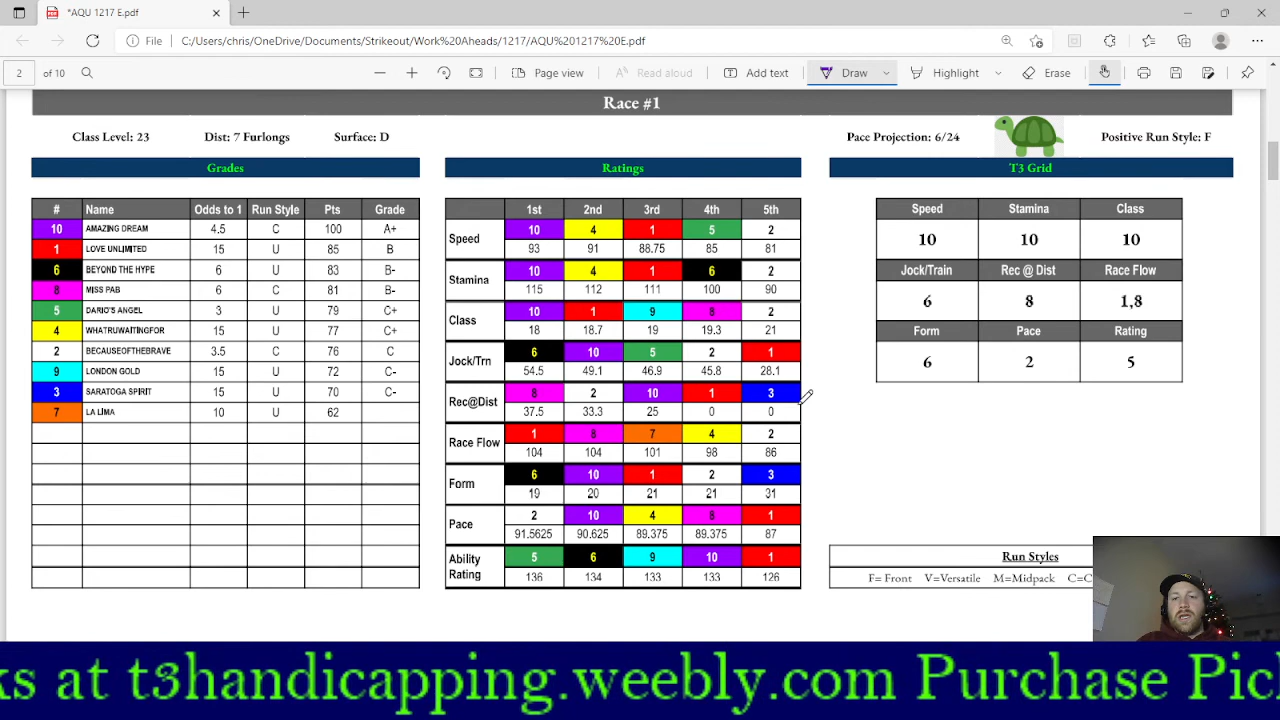 *AQU 1217 E.pdf
File C:/Users/chris/OneDrive/Documents/Strikeout/Work%20Aheads/1217/AQU%201217%20E.pdf
2 of 10 Page view Read aloud Add text Draw Highlight Erase
Race #1
Class Level: 23 Dist: 7 Furlongs Surface: D Pace Projection: 6/24 Positive Run Style: F
Grades
# Name Odds to 1 Run Style Pts Grade
10 AMAZING DREAM 4.5 C 100 A+
1 LOVE UNLIMITED 15 U 85 B
6 BEYOND THE HYPE 6 U 83 B-
8 MISS PAB 6 C 81 B-
5 DARIO'S ANGEL 3 U 79 C+
4 WHATRUWAITINGFOR 15 U 77 C+
2 BECAUSEOFTHEBRAVE 3.5 C 76 C
9 LONDON GOLD 15 U 72 C-
3 SARATOGA SPIRIT 15 U 70 C-
7 LA LIMA 10 U 62
Ratings
1st 2nd 3rd 4th 5th
Speed 10 4 1 5 2
93 91 88.75 85 81
Stamina 10 4 1 6 2
115 112 111 100 90
Class 10 1 9 8 2
18 18.7 19 19.3 21
Jock/Trn 6 10 5 2 1
54.5 49.1 46.9 45.8 28.1
Rec@Dist 8 2 10 1 3
37.5 33.3 25 0 0
Race Flow 1 8 7 4 2
104 104 101 98 86
Form 6 10 1 2 3
19 20 21 21 31
Pace 2 10 4 8 1
91.5625 90.625 89.375 89.375 87
Ability Rating 5 6 9 10 1
136 134 133 133 126
T3 Grid
Speed Stamina Class
10 10 10
Jock/Train Rec @ Dist Race Flow
6 8 1,8
Form Pace Rating
6 2 5
Run Styles
F= Front V=Versatile M=Midpack
ks at t3handicapping.weebly.com Purchase